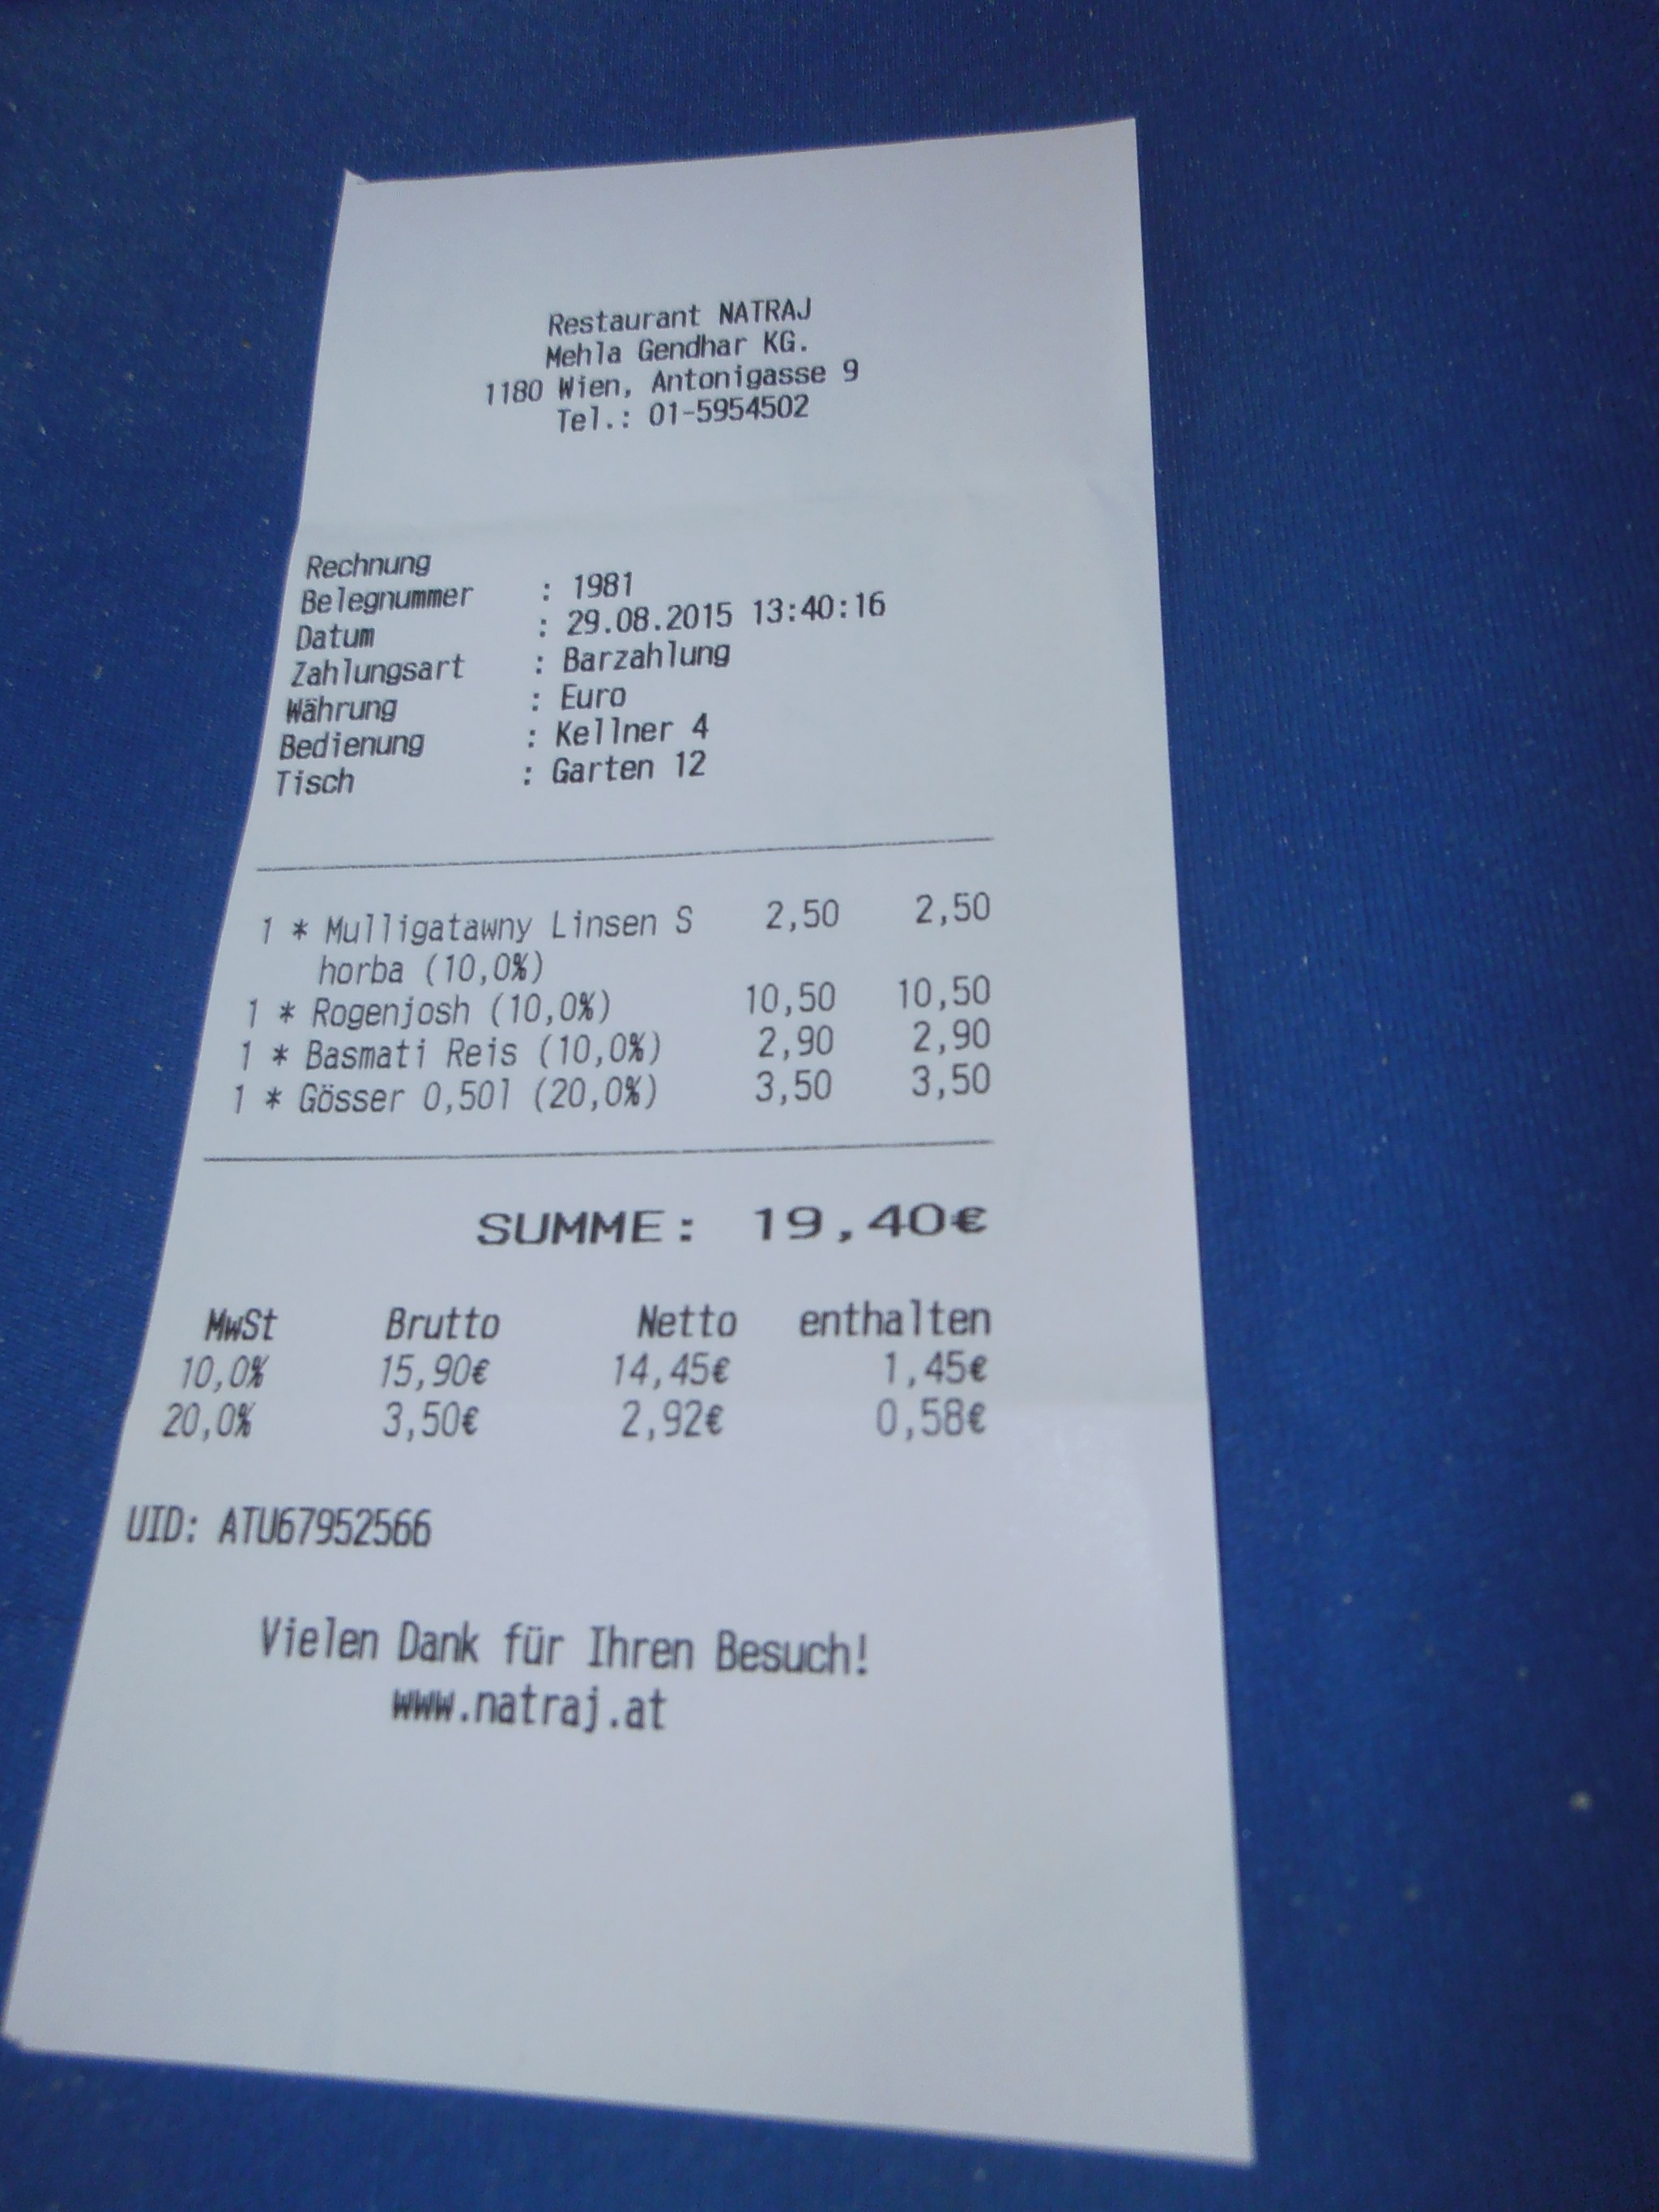 Restaurant NATRAJ
Mehla Gendhar KG.
1180 Wien, Antonigasse 9
Tel.: 01-5954502
Rechnung
Belegnummer : 1981
Datum : 29.08.2015 13:40:16
Zahlungsart : Barzahlung
Währung : Euro
Bedienung : Kellner 4
Tisch : Garten 12
1 * Mulligatawny Linsen S 2,50 2,50
horba (10,0%)
1 * Rogenjosh (10,0%) 10,50 10,50
1 * Basmati Reis (10,0%) 2,90 2,90
1 * Gösser 0,50l (20,0%) 3,50 3,50
SUMME: 19,40€
MwSt Brutto Netto enthalten
10,0% 15,90€ 14,45€ 1,45€
20,0% 3,50€ 2,92€ 0,58€
UID: ATU67952566
Vielen Dank für Ihren Besuch!
www.natraj.at